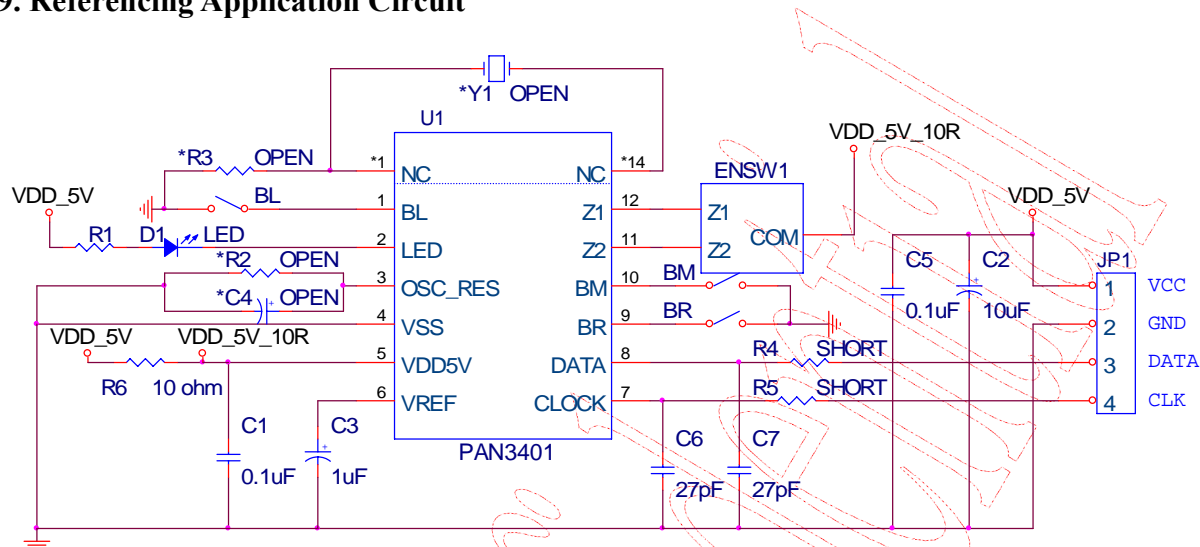 9. Referencing Application Circuit
*Y1 OPEN
U1
VDD_5V_10R
*R3 OPEN
*1 NC
NC *14
ENSW1
VDD_5V
BL
1 BL
Z1 12
Z1
VDD_5V
R1 D1 LED
2 LED
Z2 11
Z2
COM
*R2 OPEN
C5
C2
JP1
*C4 OPEN
3 OSC_RES
BM 10
BM
0.1uF
10uF
1 VCC
4 VSS
BR 9
BR
2 GND
VDD_5V VDD_5V_10R
R6 10 ohm
5 VDD5V
DATA 8
R4 SHORT
3 DATA
6 VREF
CLOCK 7
R5 SHORT
4 CLK
PAN3401
C1
0.1uF
C3
1uF
C6
27pF
C7
27pF